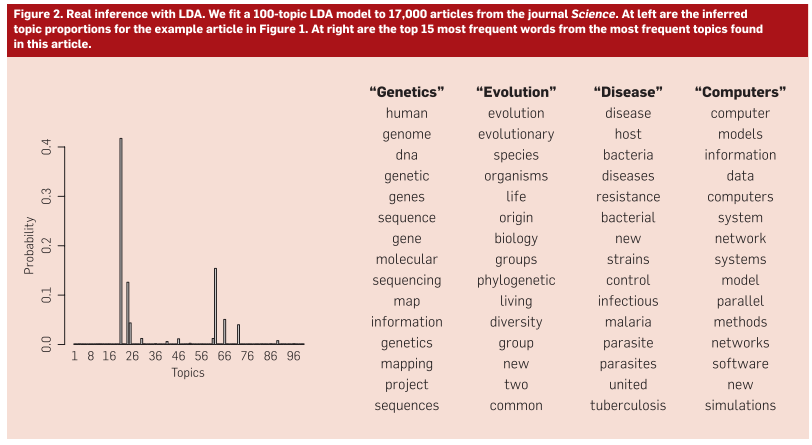 Figure 2. Real inference with LDA. We fit a 100-topic LDA model to 17,000 articles from the journal Science. At left are the inferred
topic proportions for the example article in Figure 1. At right are the top 15 most frequent words from the most frequent topics found
in this article.
Probability
0.4
0.3
0.2
0.1
0.0
1 8 16 26 36 46 56 66 76 86 96
Topics
“Genetics” “Evolution” “Disease” “Computers”
human evolution disease computer
genome evolutionary host models
dna species bacteria information
genetic organisms diseases data
genes life resistance computers
sequence origin bacterial system
gene biology new network
molecular groups strains systems
sequencing phylogenetic control model
map living infectious parallel
information diversity malaria methods
genetics group parasite networks
mapping new parasites software
project two united new
sequences common tuberculosis simulations